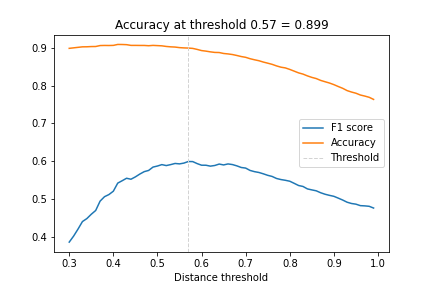 Accuracy at threshold 0.57 = 0.899
0.9
0.8
0.7
0.6
0.5
0.4
F1 score
Accuracy
Threshold
0.3 0.4 0.5 0.6 0.7 0.8 0.9 1.0
Distance threshold